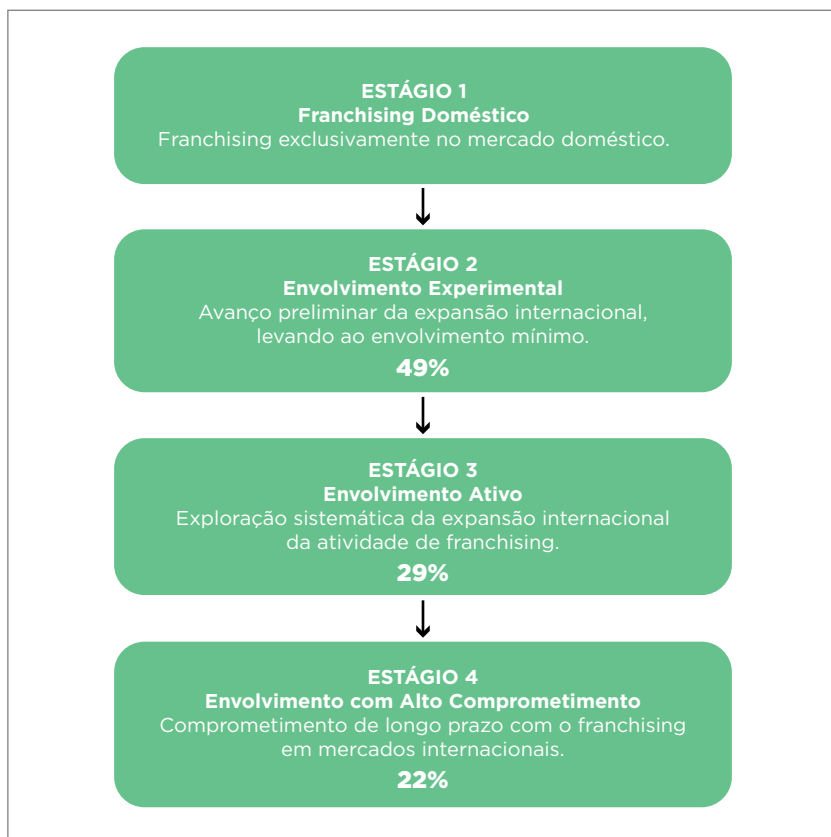 ESTÁGIO 1
Franchising Doméstico
Franchising exclusivamente no mercado doméstico.
ESTÁGIO 2
Envolvimento Experimental
Avanço preliminar da expansão internacional,
levando ao envolvimento mínimo.
49%
ESTÁGIO 3
Envolvimento Ativo
Exploração sistemática da expansão internacional
da atividade de franchising.
29%
ESTÁGIO 4
Envolvimento com Alto Comprometimento
Comprometimento de longo prazo com o franchising
em mercados internacionais.
22%